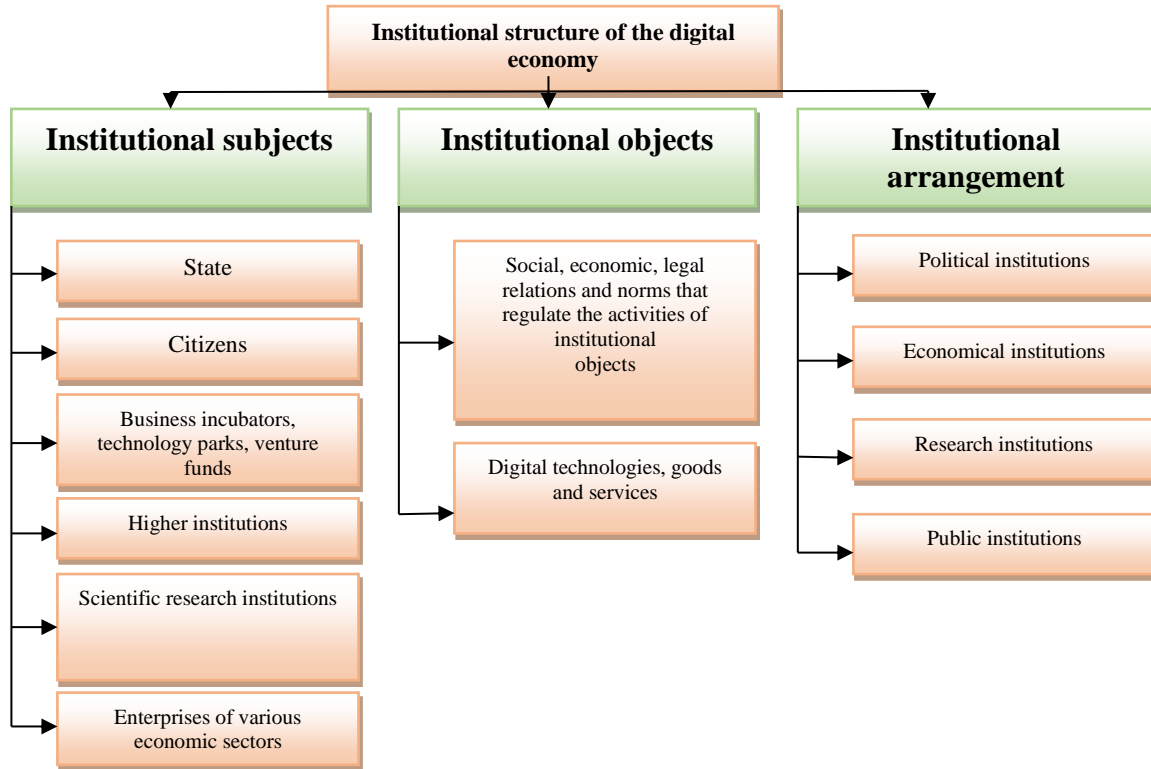 Institutional structure of the digital
economy
Institutional subjects
State
Citizens
Business incubators,
technology parks, venture
funds
Higher institutions
Scientific research institutions
Enterprises of various
economic sectors
Institutional objects
Social, economic, legal
relations and norms that
regulate the activities of
institutional
objects
Digital technologies, goods
and services
Institutional
arrangement
Political institutions
Economical institutions
Research institutions
Public institutions